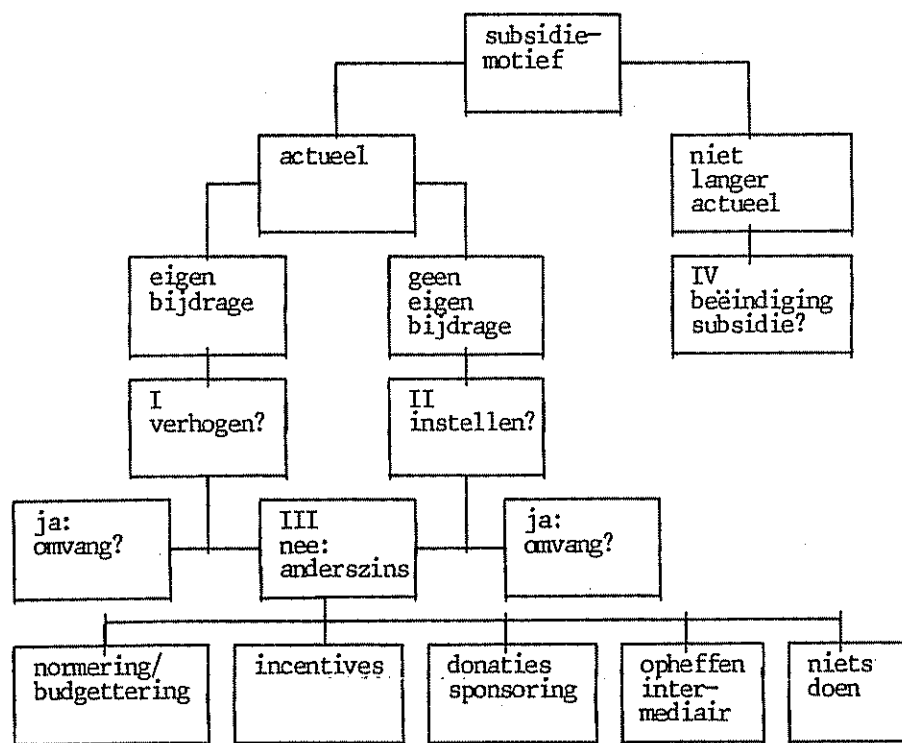 subsidie-
motief
actueel
niet
langer
actueel
eigen
bijdrage
geen
eigen
bijdrage
IV
beëindiging
subsidie?
I
verhogen?
II
instellen?
ja:
omvang?
III
nee:
anderszins
ja:
omvang?
normering/
budgettering
incentives
donaties
sponsoring
opheffen
inter-
mediair
niets
doen